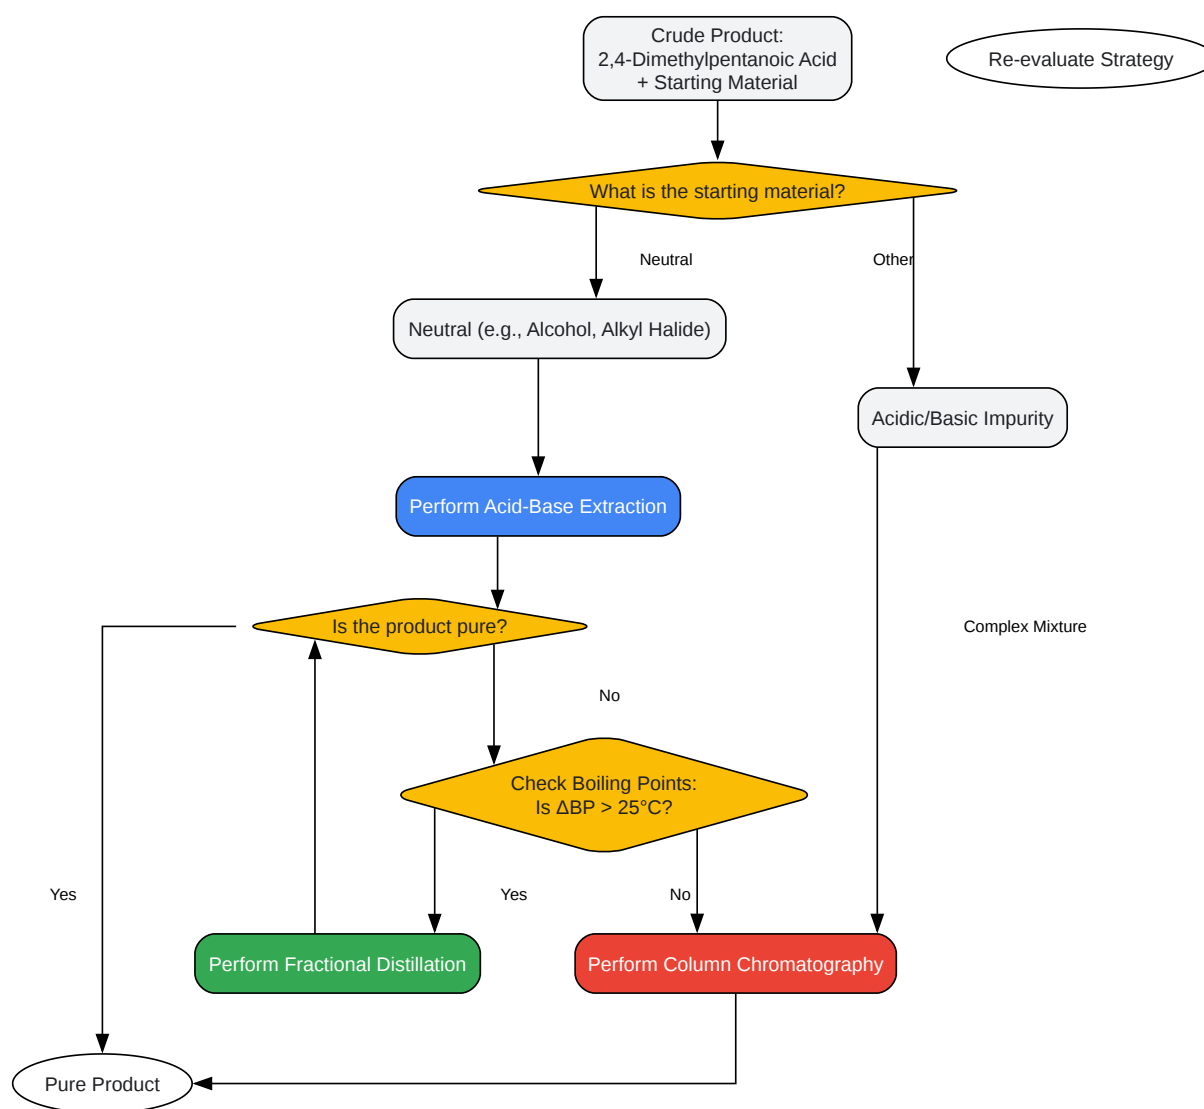 Crude Product:
2,4-Dimethylpentanoic Acid
+ Starting Material
Re-evaluate Strategy
What is the starting material?
Neutral
Other
Neutral (e.g., Alcohol, Alkyl Halide)
Acidic/Basic Impurity
Perform Acid-Base Extraction
Is the product pure?
Complex Mixture
No
Check Boiling Points:
Is ΔBP > 25°C?
Yes
Yes
No
Perform Fractional Distillation
Perform Column Chromatography
Pure Product